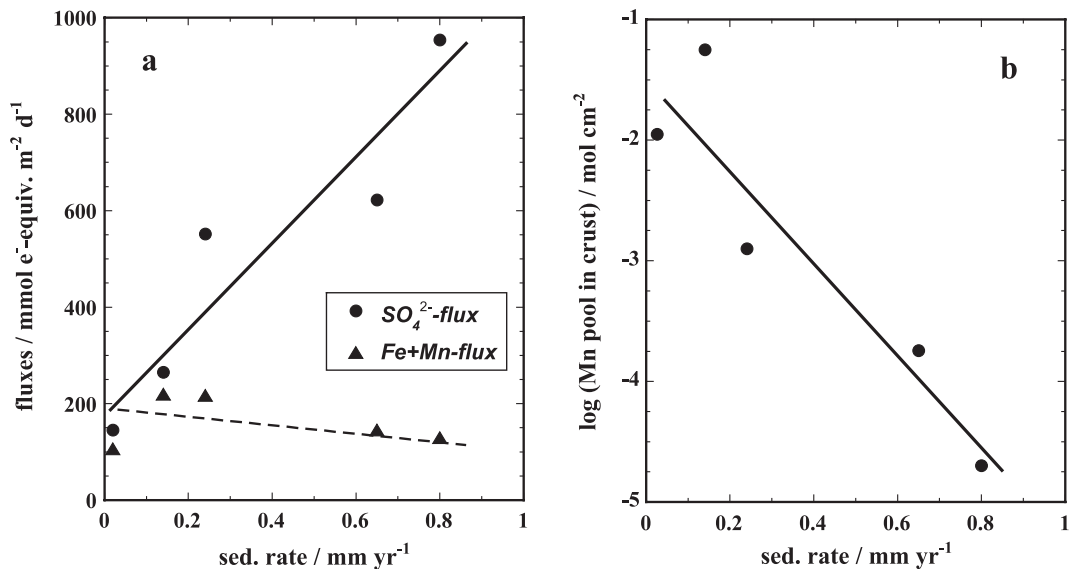 a
1000
800
600
400
200
0
fluxes / mmol e⁻-equiv. m⁻² d⁻¹
SO₄²⁻-flux
Fe+Mn-flux
0 0.2 0.4 0.6 0.8 1
sed. rate / mm yr⁻¹
b
-1
-2
-3
-4
-5
log (Mn pool in crust) / mol cm⁻²
0 0.2 0.4 0.6 0.8 1
sed. rate / mm yr⁻¹